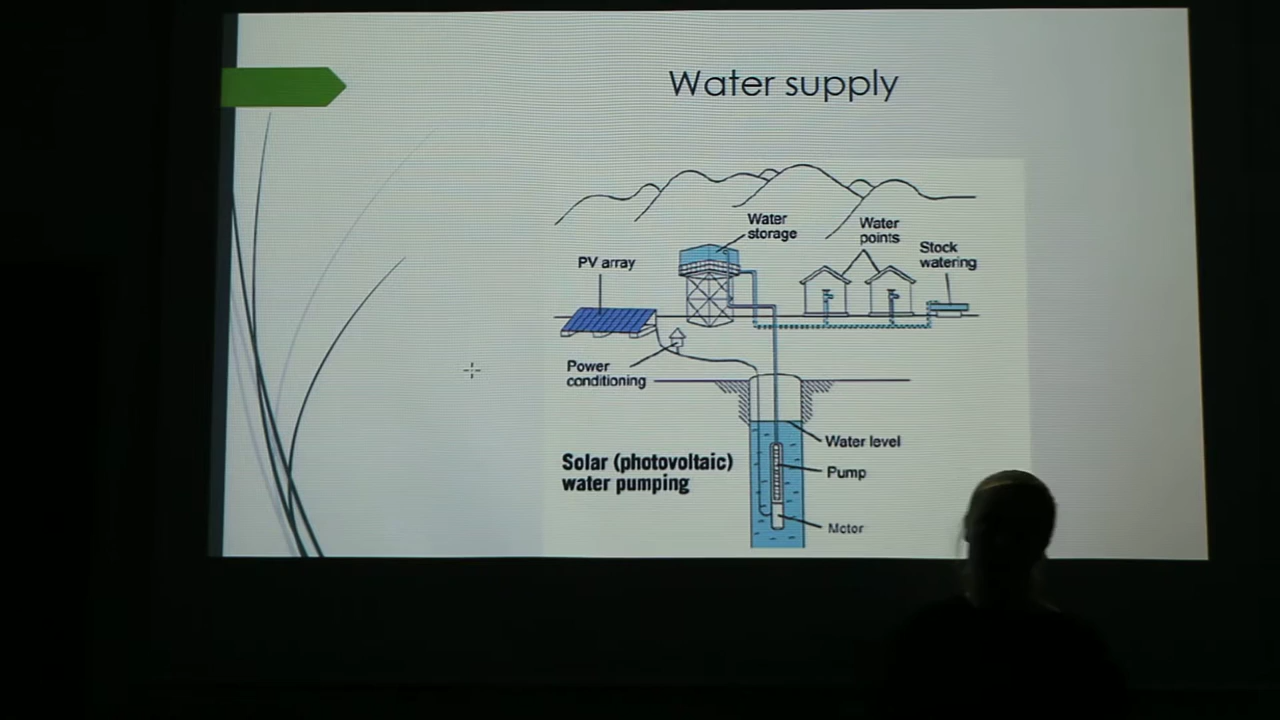 Water supply
Water
storage
Water
points
Stock
watering
PV array
Power
conditioning
Water level
Solar (photovoltaic)
water pumping
Pump
Motor